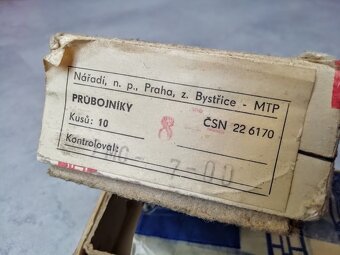 Nářadí, n. p., Praha, z. Bystřice - MTP
PRŮBOJNÍKY
Kusů: 10
ČSN 22 6170
Kontroloval: